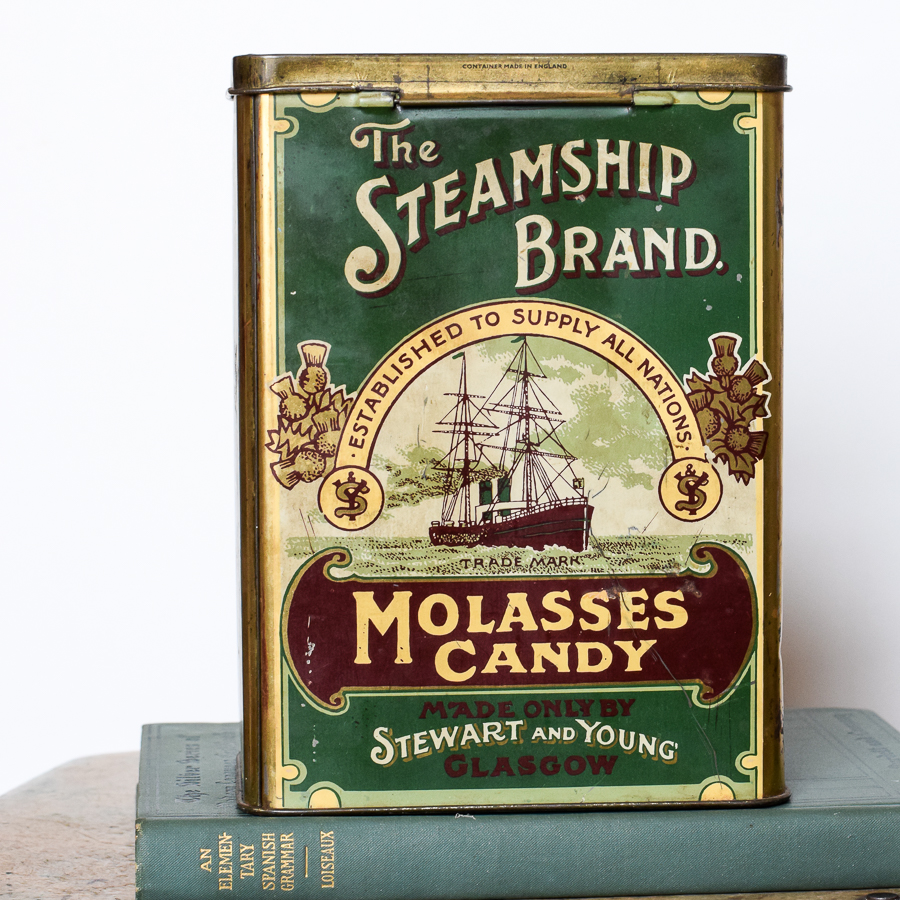 CONTAINER MADE IN ENGLAND
The
STEAMSHIP
BRAND.
· ESTABLISHED TO SUPPLY ALL NATIONS. ·
TRADE MARK.
MOLASSES
CANDY
MADE ONLY BY
STEWART AND YOUNG
GLASGOW
AN
ELEMEN-
TARY
SPANISH
GRAMMAR
LOISEAUX